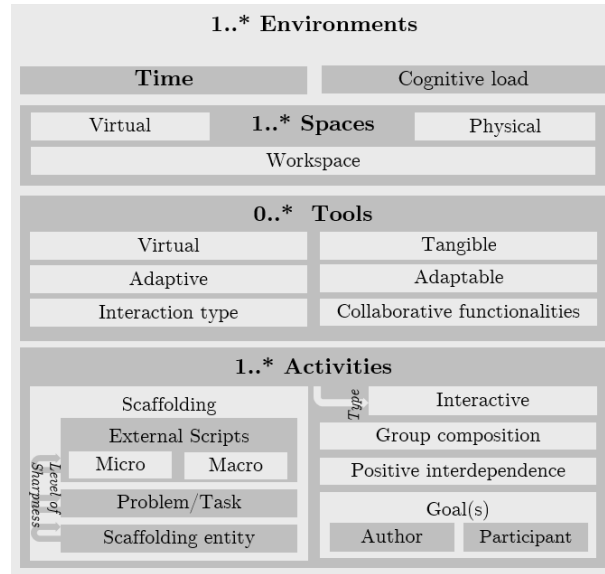 1..* Environments
Time
Cognitive load
Virtual
1..* Spaces
Physical
Workspace
0..* Tools
Virtual
Tangible
Adaptive
Adaptable
Interaction type
Collaborative functionalities
1..* Activities
Scaffolding
External Scripts
Micro
Macro
Level of
Sharpness
Problem/Task
Scaffolding entity
Type
Interactive
Group composition
Positive interdependence
Goal(s)
Author
Participant